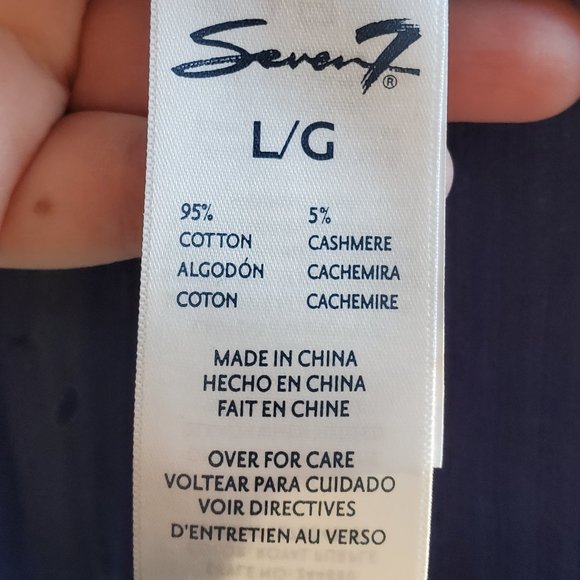 Seven7®
L/G
95% 5%
COTTON CASHMERE
ALGODÓN CACHEMIRA
COTON CACHEMIRE
MADE IN CHINA
HECHO EN CHINA
FAIT EN CHINE
OVER FOR CARE
VOLTEAR PARA CUIDADO
VOIR DIRECTIVES
D'ENTRETIEN AU VERSO